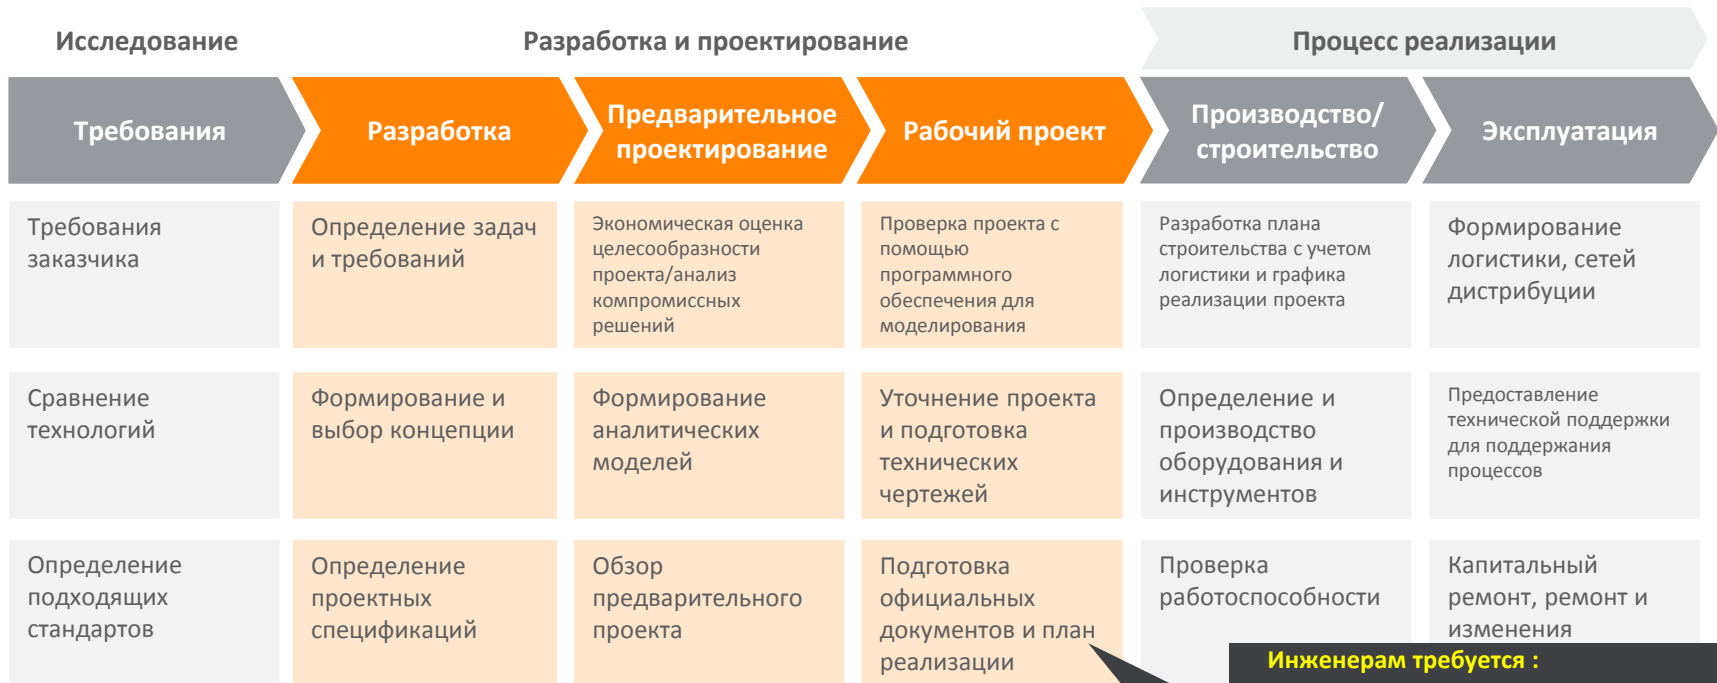 Исследование
Разработка и проектирование
Процесс реализации
Требования
Разработка
Предварительное
проектирование
Рабочий проект
Производство/
строительство
Эксплуатация
Требования
заказчика
Определение задач
и требований
Экономическая оценка
целесообразности
проекта/анализ
компромиссных
решений
Проверка проекта с
помощью
программного
обеспечения для
моделирования
Разработка плана
строительства с учетом
логистики и графика
реализации проекта
Формирование
логистики, сетей
дистрибуции
Сравнение
технологий
Формирование и
выбор концепции
Формирование
аналитических
моделей
Уточнение проекта
и подготовка
технических
чертежей
Определение и
производство
оборудования и
инструментов
Предоставление
технической поддержки
для поддержания
процессов
Определение
подходящих
стандартов
Определение
проектных
спецификаций
Обзор
предварительного
проекта
Подготовка
официальных
документов и план
реализации
Проверка
работоспособности
Капитальный
ремонт, ремонт и
изменения
Инженерам требуется :